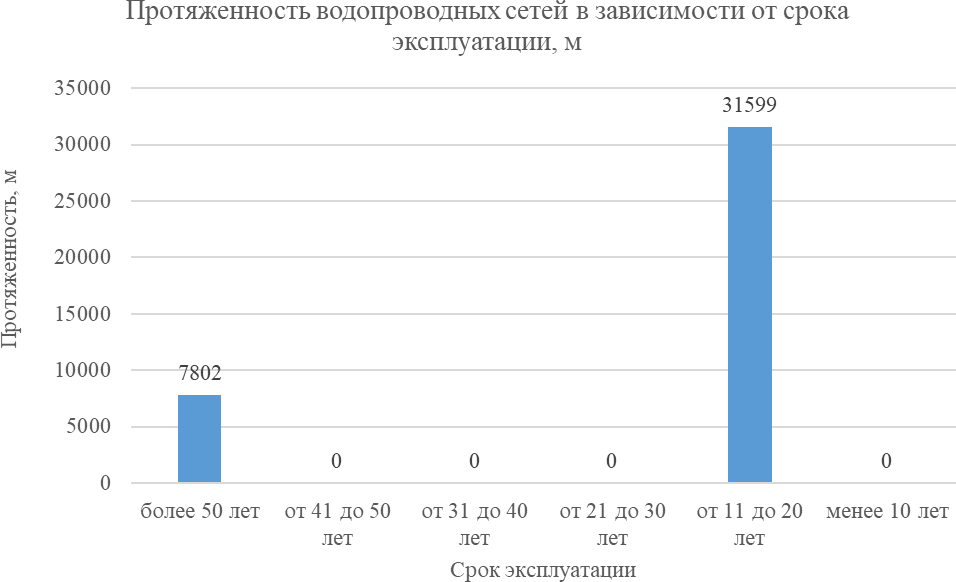 Протяженность водопроводных сетей в зависимости от срока
эксплуатации, м
35000
31599
30000
25000
20000
15000
10000
7802
5000
0
0
0
0
0
Протяженность, м
более 50 лет
от 41 до 50
лет
от 31 до 40
лет
от 21 до 30
лет
от 11 до 20
лет
менее 10 лет
Срок эксплуатации